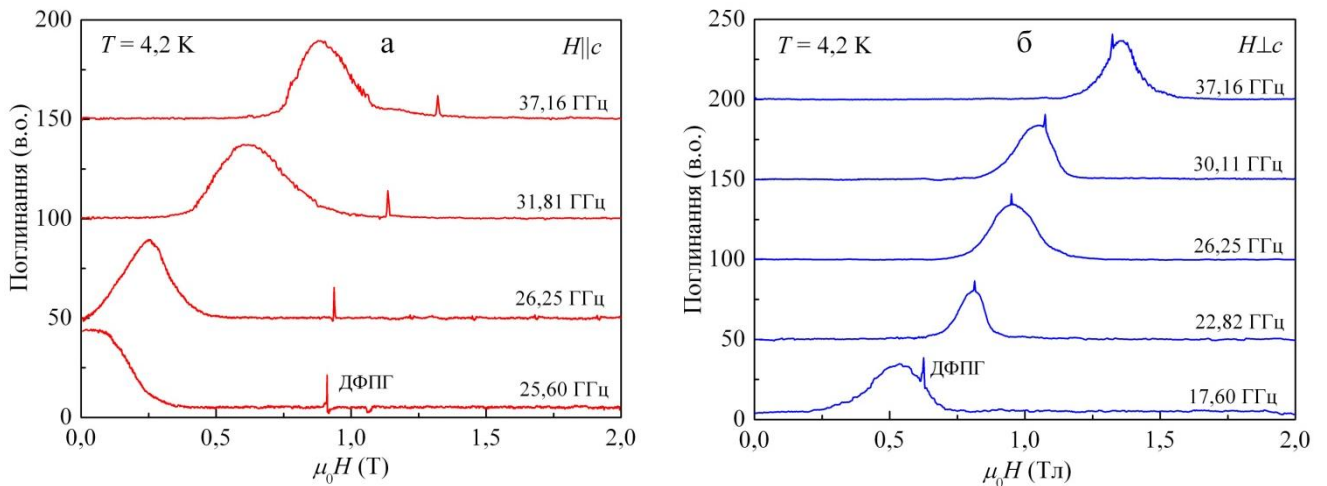 T = 4,2 K
а
H||c
37,16 ГГц
31,81 ГГц
26,25 ГГц
ДФПГ
25,60 ГГц
200
150
100
50
0
Поглинання (в.о.)
0,0
0,5
1,0
1,5
2,0
μ₀H (Т)
T = 4,2 K
б
H⊥c
37,16 ГГц
30,11 ГГц
26,25 ГГц
22,82 ГГц
ДФПГ
17,60 ГГц
250
200
150
100
50
0
Поглинання (в.о.)
0,0
0,5
1,0
1,5
2,0
μ₀H (Тл)